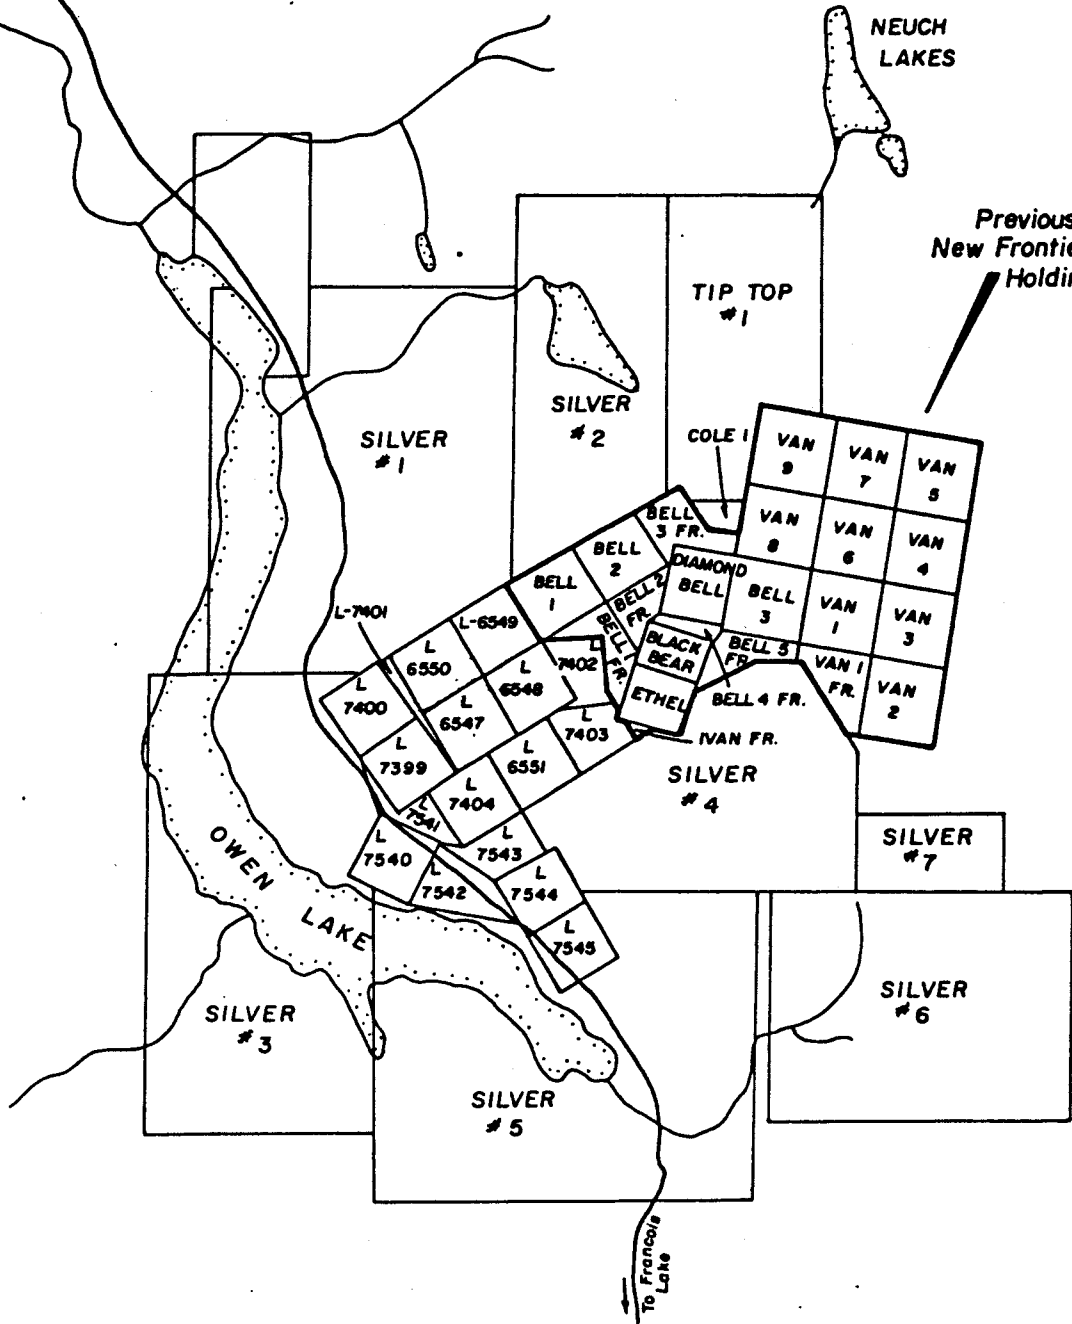 NEUCH
LAKES
Previous
New Frontie
Holdin
TIP TOP
#1
SILVER
#2
COLE 1
SILVER
#1
VAN
9
VAN
7
VAN
5
BELL
3 FR.
VAN
8
VAN
6
VAN
4
BELL
2
DIAMOND
BELL
BELL
1
BELL 2
FR.
BELL
3
VAN
1
VAN
3
L-7401
L-6549
BELL 1
FR.
L
6550
L
7402
BLACK
BEAR
BELL 5
FR.
VAN 1
FR.
VAN
2
L
7400
L
6548
ETHEL
BELL 4 FR.
L
6547
L
7403
IVAN FR.
L
7399
L
6551
SILVER
#4
L
7404
L
7541
L
7540
L
7543
SILVER
#7
L
7542
L
7544
OWEN
LAKE
L
7545
SILVER
#3
SILVER
#6
SILVER
#5
To Francois
Lake